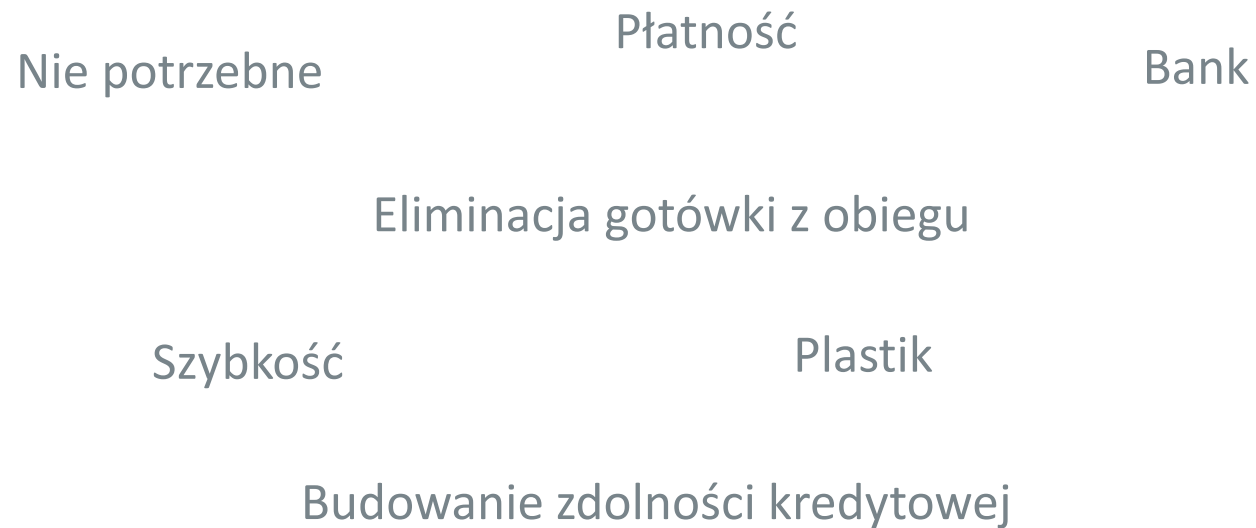 Płatność
Nie potrzebne
Bank
Eliminacja gotówki z obiegu
Szybkość
Plastik
Budowanie zdolności kredytowej